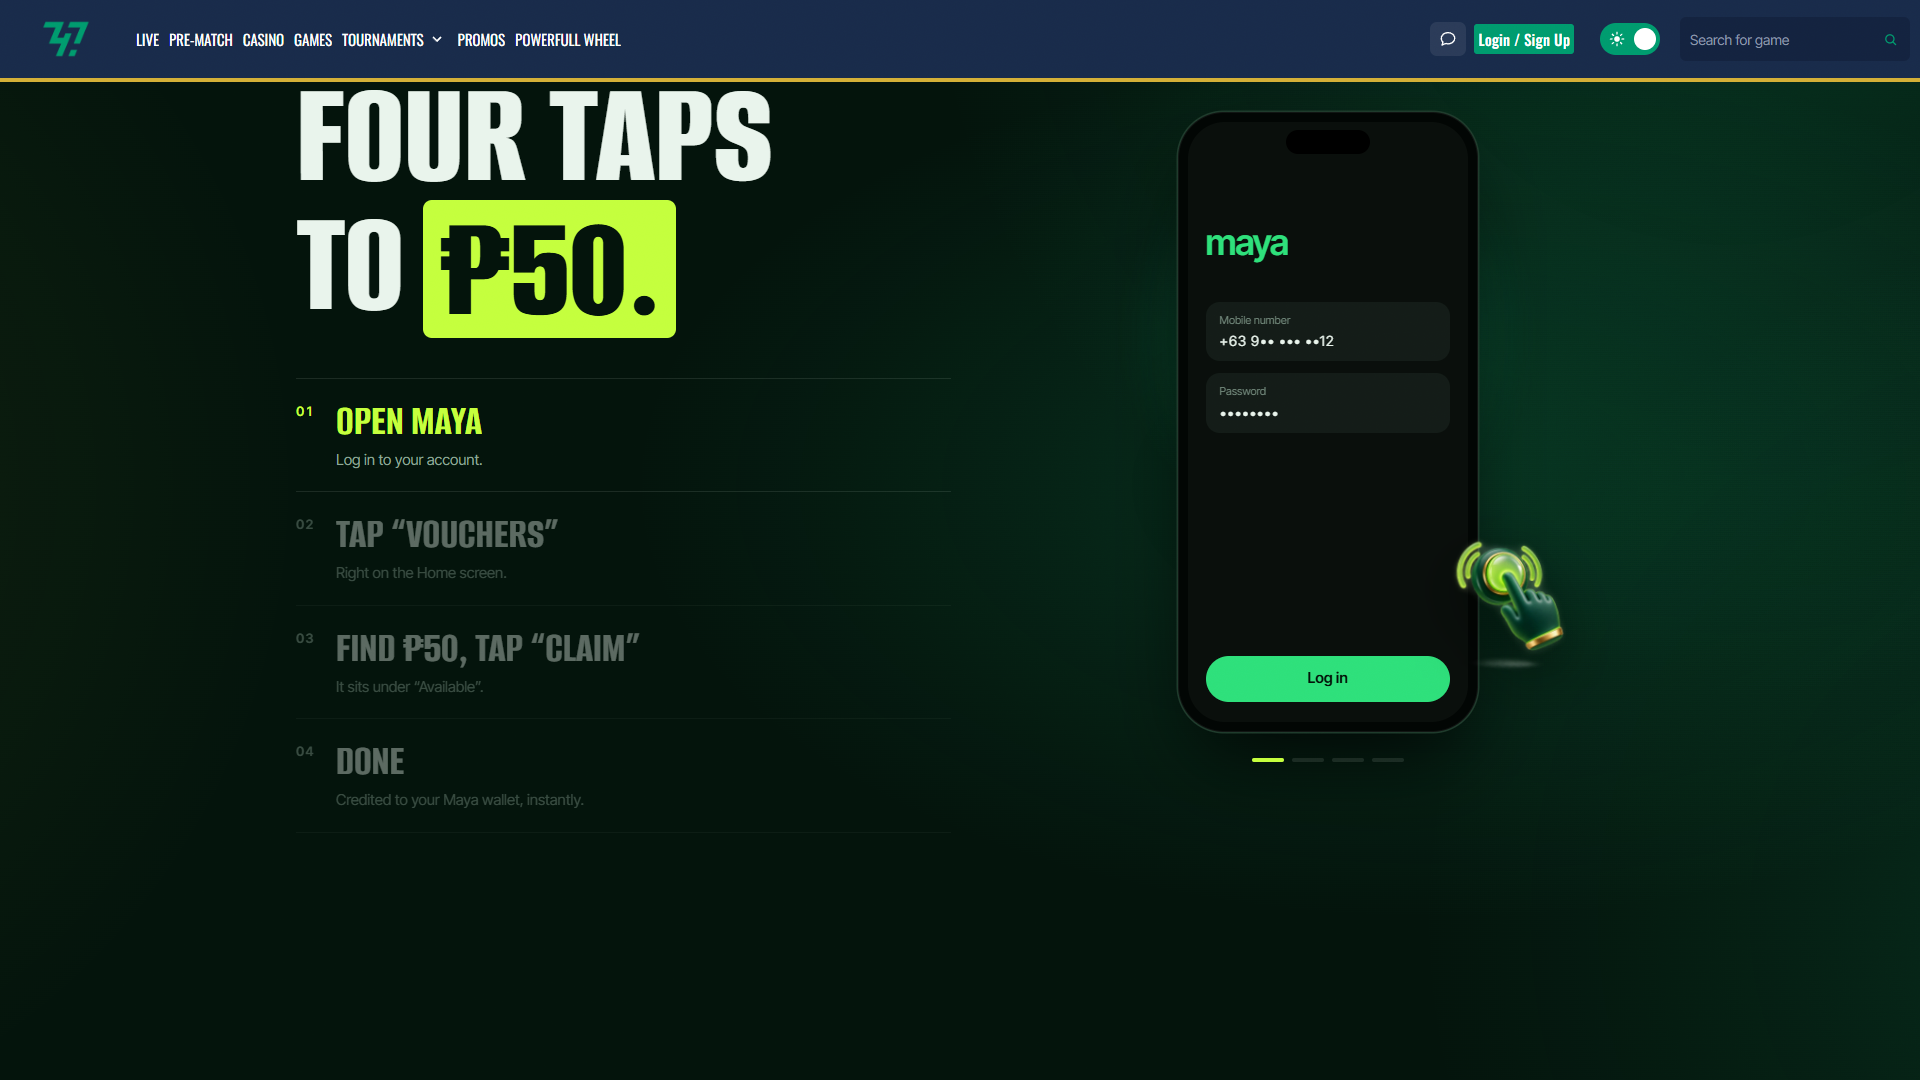 LIVE PRE-MATCH CASINO GAMES TOURNAMENTS PROMOS POWERFULL WHEEL
Login / Sign Up
Search for game
FOUR TAPS
TO ₱50.
01
OPEN MAYA
Log in to your account.
02
TAP “VOUCHERS”
Right on the Home screen.
03
FIND ₱50, TAP “CLAIM”
It sits under “Available”.
04
DONE
Credited to your Maya wallet, instantly.
maya
Mobile number
+63 9•• ••• ••12
Password
••••••••
Log in